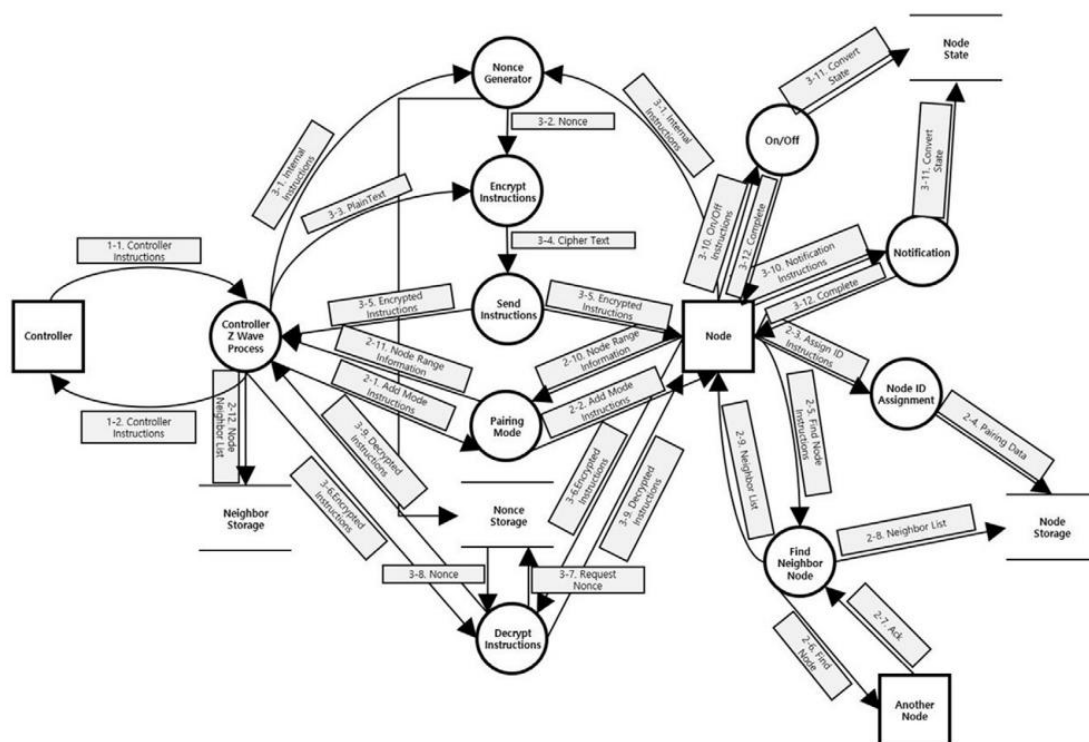 Node
State
Nonce
Generator
3-11. Convert
State
3-1. Internal
Instructions
3-2. Nonce
On/Off
3-11. Convert
State
3-1. Internal
Instructions
3-3. PlainText
Encrypt
Instructions
3-10. On/Off
Instructions
3-12. Complete
3-4. Cipher Text
Notification
3-10. Notification
Instructions
3-12. Complete
1-1. Controller
Instructions
Controller
Controller
Z Wave
Process
3-5. Encrypted
Instructions
Send
Instructions
3-5. Encrypted
Instructions
Node
2-11. Node Range
Information
2-10. Node Range
Information
2-3. Assign ID
Instructions
2-1. Add Mode
Instructions
Pairing
Mode
2-2. Add Mode
Instructions
Node ID
Assignment
2-4. Pairing Data
1-2. Controller
Instructions
2-12. Node
Neighbor List
3-9. Decrypted
Instructions
3-6.Encrypted
Instructions
3-6.Encrypted
Instructions
3-9. Decrypted
Instructions
2-9. Neighbor List
2-5. Find Node
Instructions
Neighbor
Storage
Nonce
Storage
Node
Storage
2-8. Neighbor List
Find
Neighbor
Node
3-8. Nonce
3-7. Request
Nonce
Decrypt
Instructions
2-7. Ack
2-6. Find
Node
Another
Node